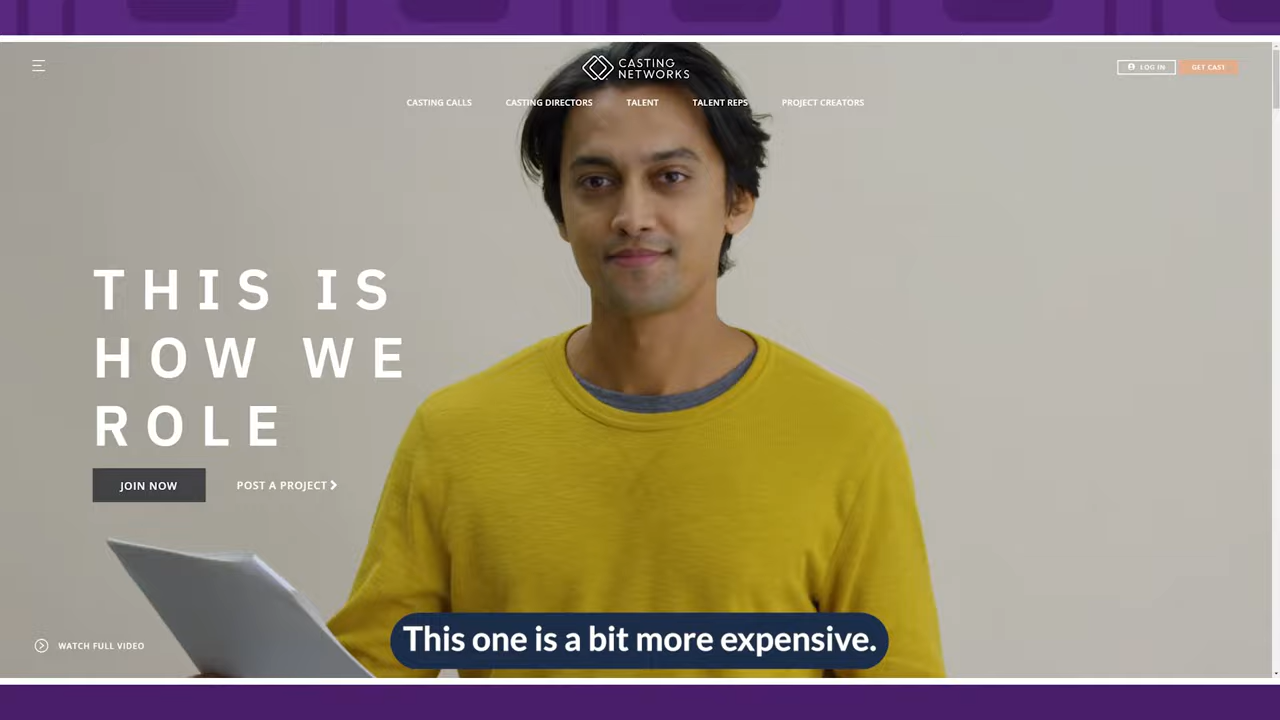 CASTING
NETWORKS
LOG IN
GET CAST
CASTING CALLS
CASTING DIRECTORS
TALENT
TALENT REPS
PROJECT CREATORS
THIS IS
HOW WE
ROLE
JOIN NOW
POST A PROJECT
WATCH FULL VIDEO
This one is a bit more expensive.